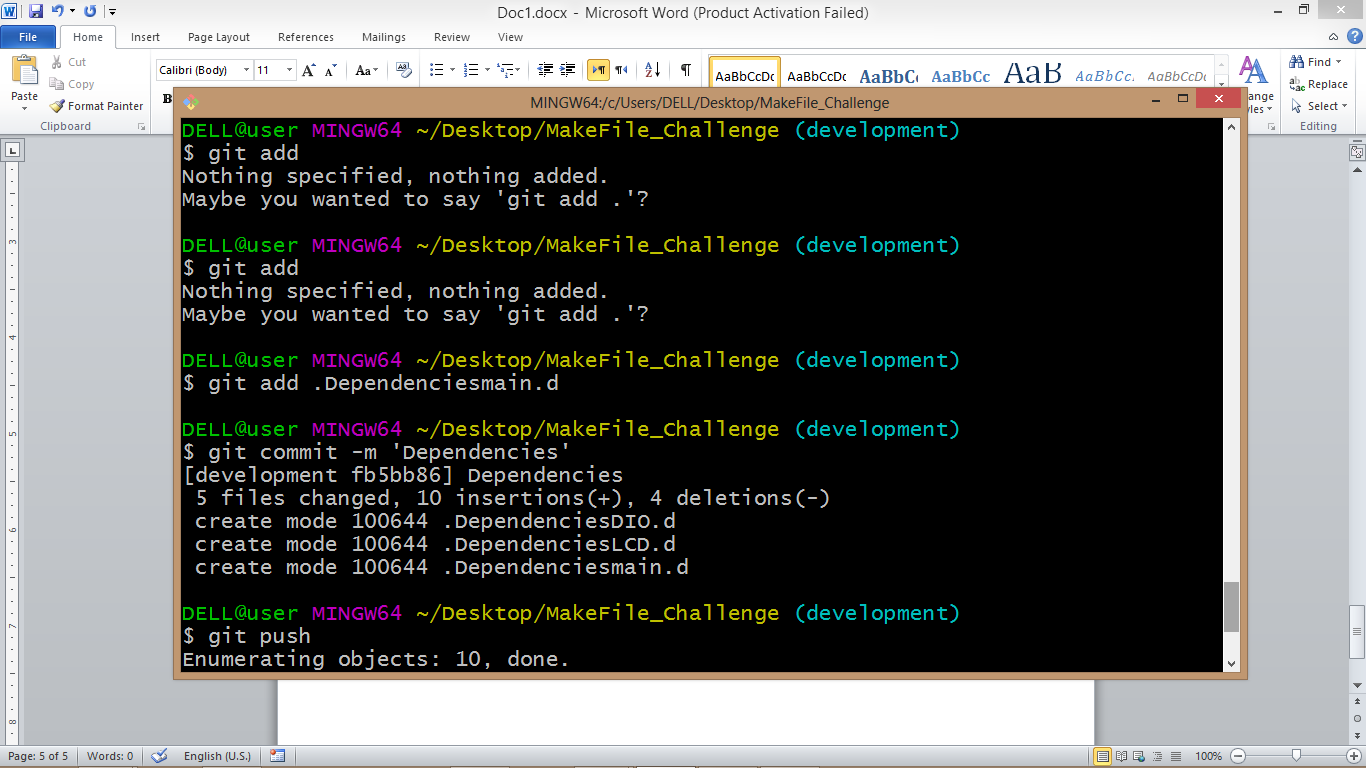 Doc1.docx - Microsoft Word (Product Activation Failed)
File Home Insert Page Layout References Mailings Review View
Paste
Cut
Copy
Format Painter
Clipboard
Calibri (Body) 11
AaBbCcDc AaBbCcDc AaBbCc AaBbCc AaB AaBbCc. AaBbCcDc
Find
Replace
Select
Editing
MINGW64:/c/Users/DELL/Desktop/MakeFile_Challenge
DELL@user MINGW64 ~/Desktop/MakeFile_Challenge (development)
$ git add
Nothing specified, nothing added.
Maybe you wanted to say 'git add .'?
DELL@user MINGW64 ~/Desktop/MakeFile_Challenge (development)
$ git add
Nothing specified, nothing added.
Maybe you wanted to say 'git add .'?
DELL@user MINGW64 ~/Desktop/MakeFile_Challenge (development)
$ git add .Dependenciesmain.d
DELL@user MINGW64 ~/Desktop/MakeFile_Challenge (development)
$ git commit -m 'Dependencies'
[development fb5bb86] Dependencies
5 files changed, 10 insertions(+), 4 deletions(-)
create mode 100644 .DependenciesDIO.d
create mode 100644 .DependenciesLCD.d
create mode 100644 .Dependenciesmain.d
DELL@user MINGW64 ~/Desktop/MakeFile_Challenge (development)
$ git push
Enumerating objects: 10, done.
Page: 5 of 5 Words: 0 English (U.S.) 100%